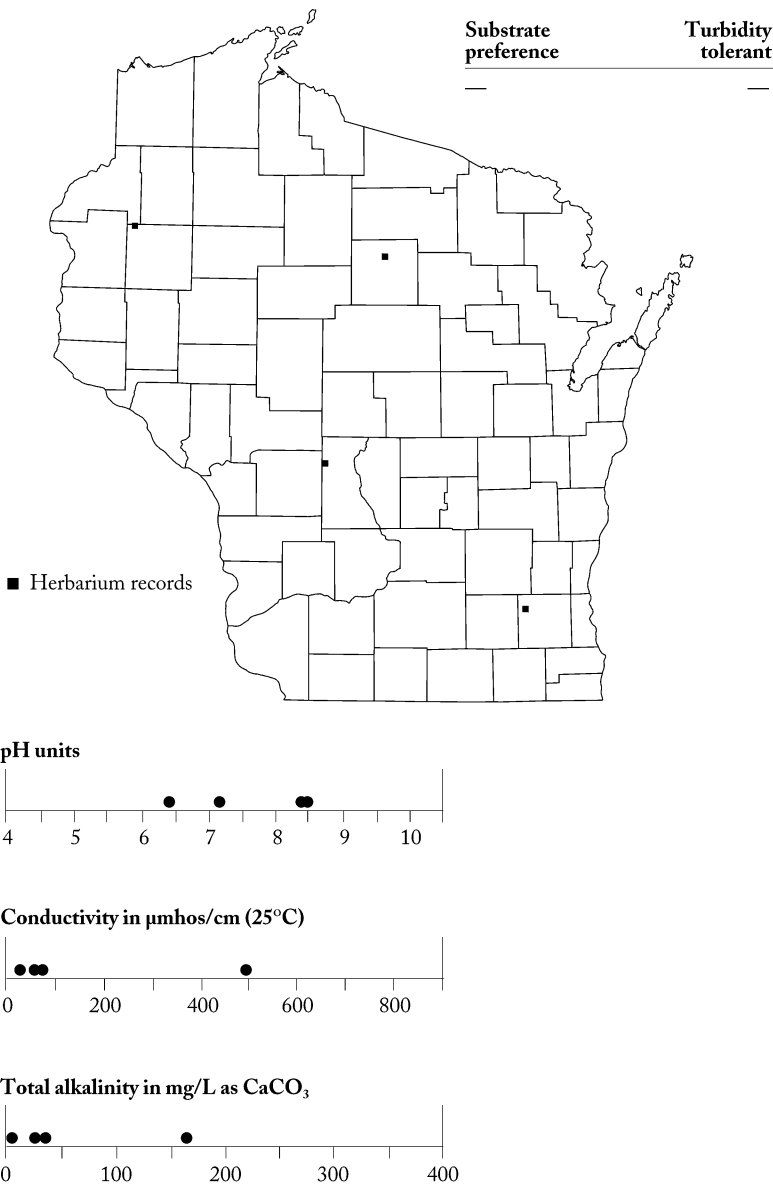 Substrate preference
Turbidity tolerant
— —
Herbarium records
pH units
4 5 6 7 8 9 10
Conductivity in µmhos/cm (25°C)
0 200 400 600 800
Total alkalinity in mg/L as CaCO₃
0 100 200 300 400